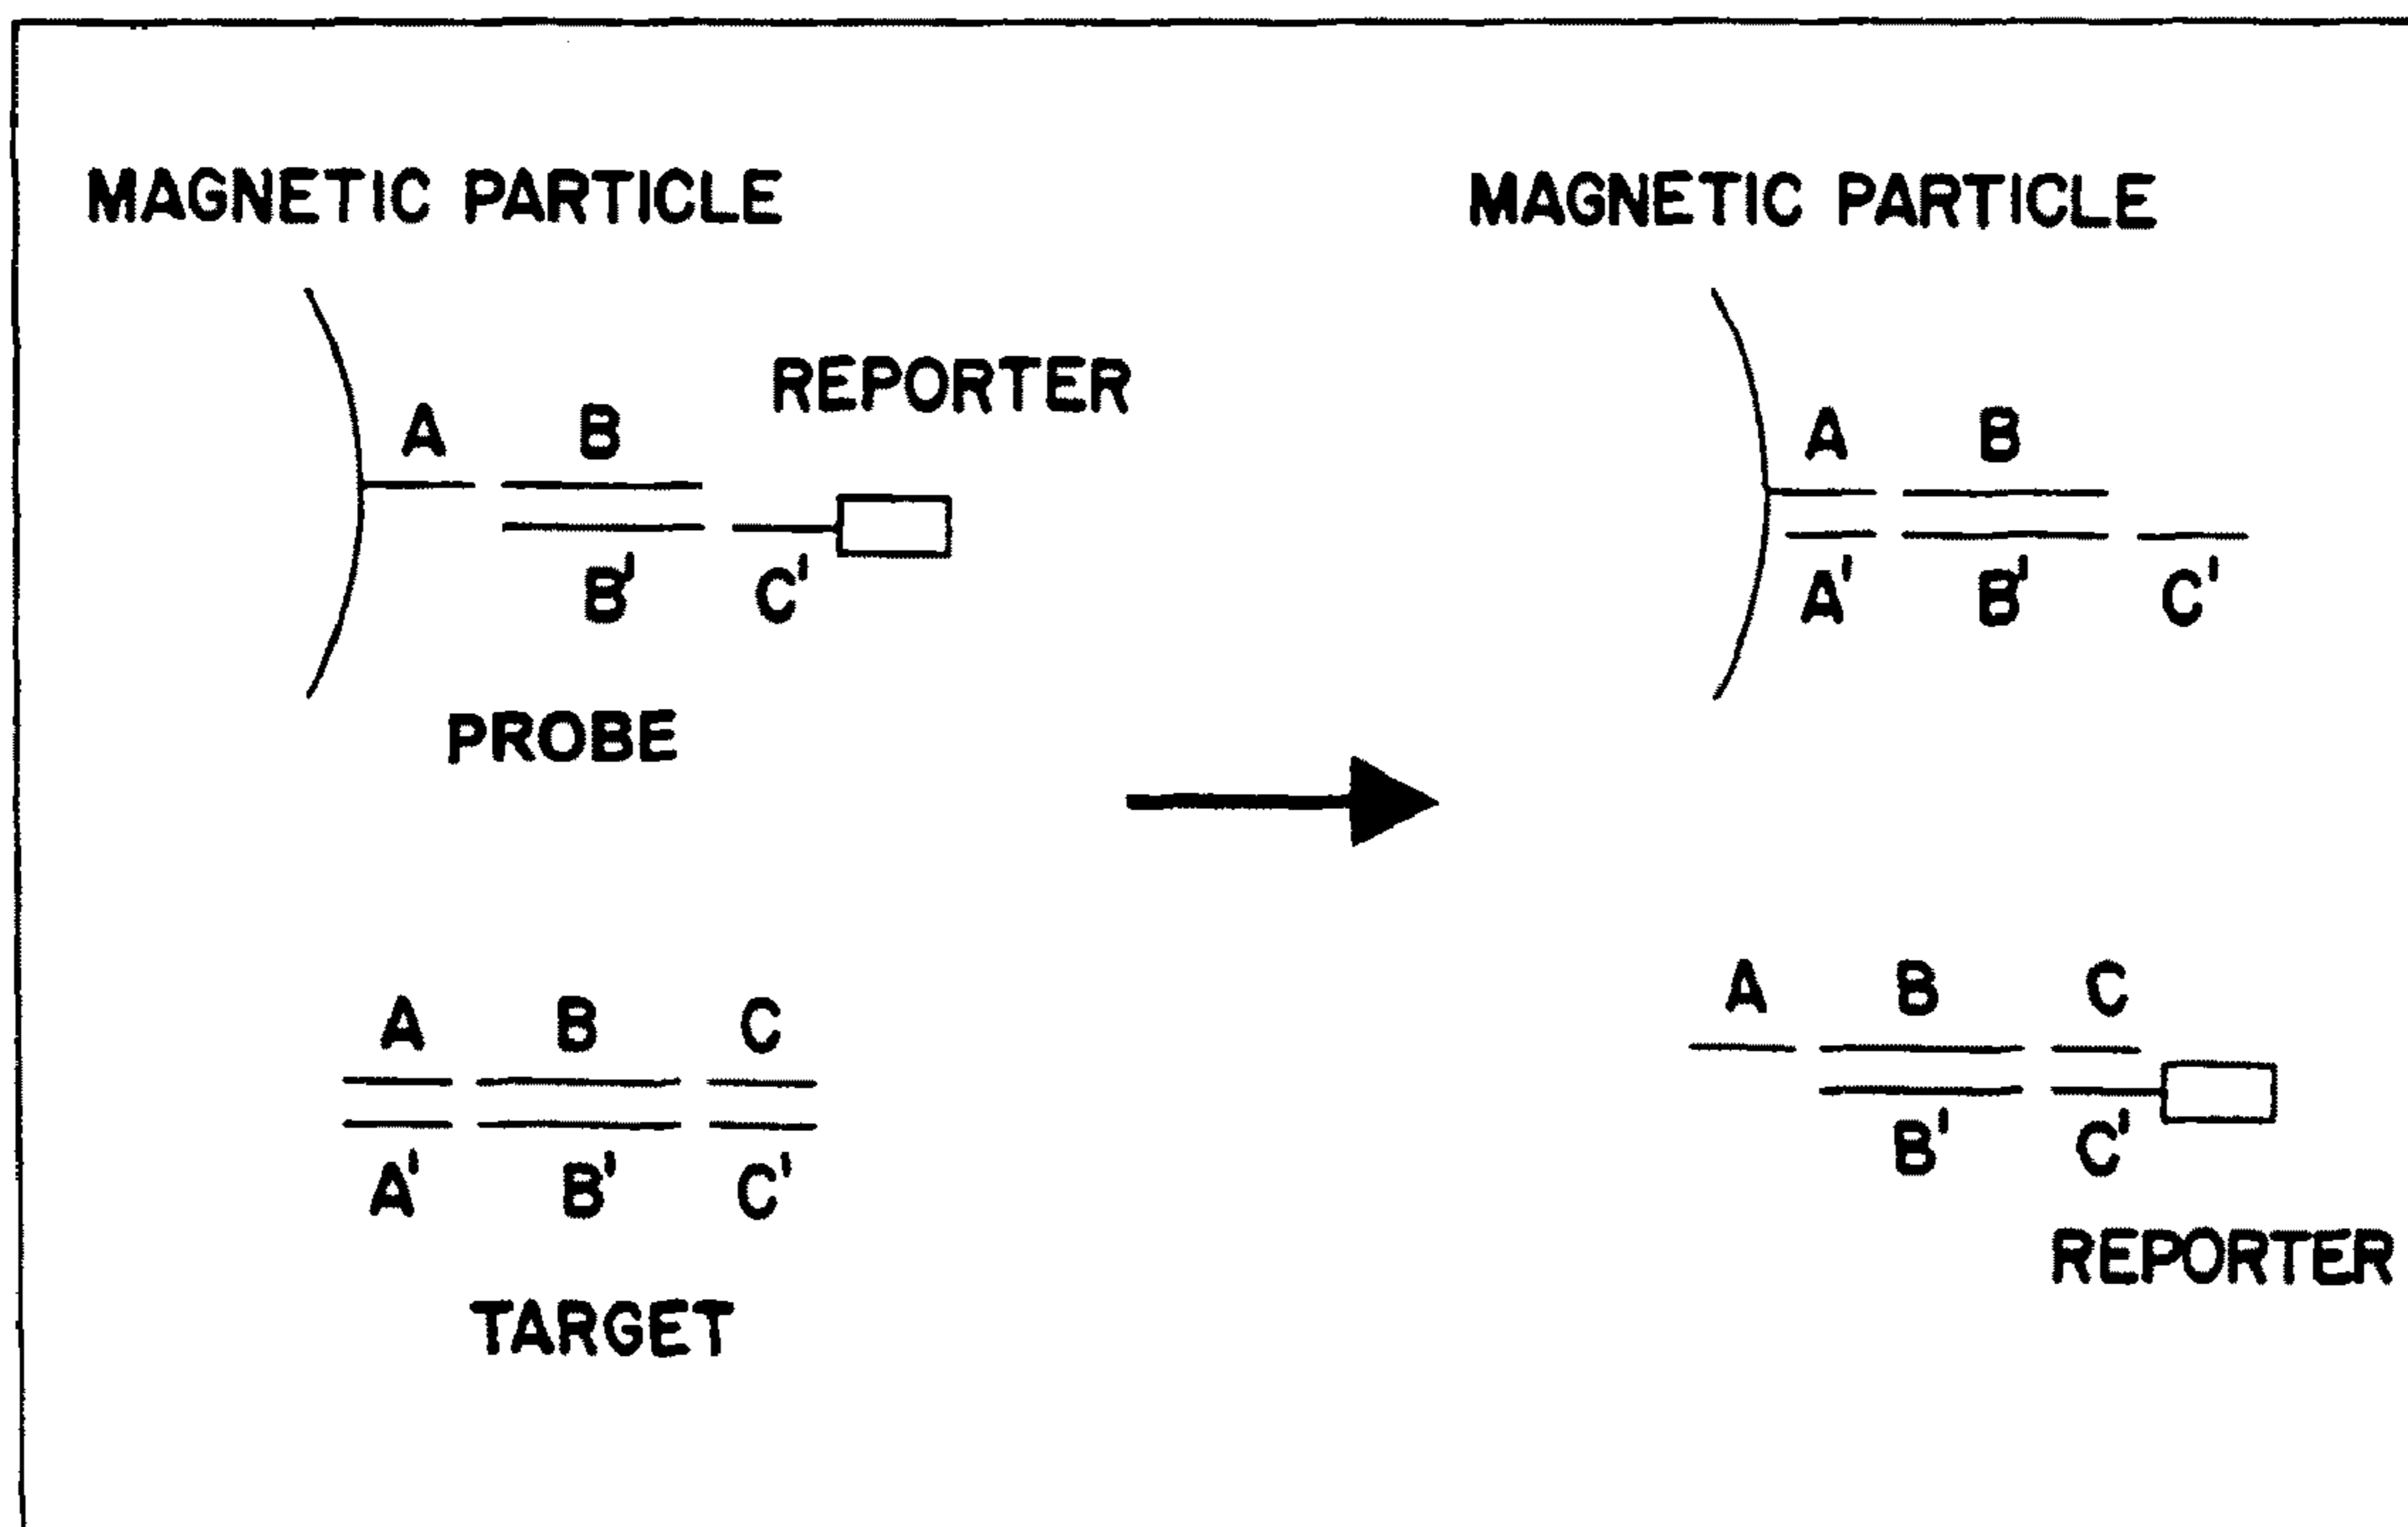 MAGNETIC PARTICLE
REPORTER
A B
B' C'
PROBE
A B C
A' B' C'
TARGET
MAGNETIC PARTICLE
A B
A' B' C'
A B C
B' C'
REPORTER